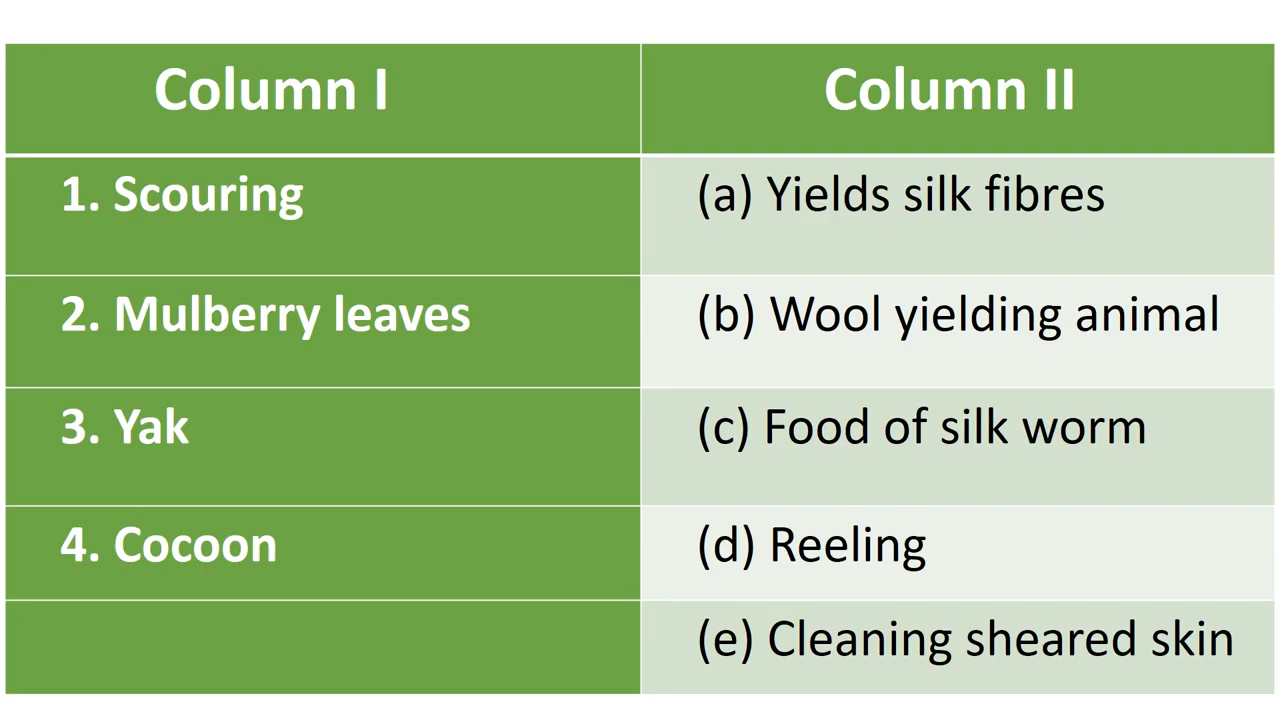 Column I
Column II
1. Scouring
(a) Yields silk fibres
2. Mulberry leaves
(b) Wool yielding animal
3. Yak
(c) Food of silk worm
4. Cocoon
(d) Reeling
(e) Cleaning sheared skin